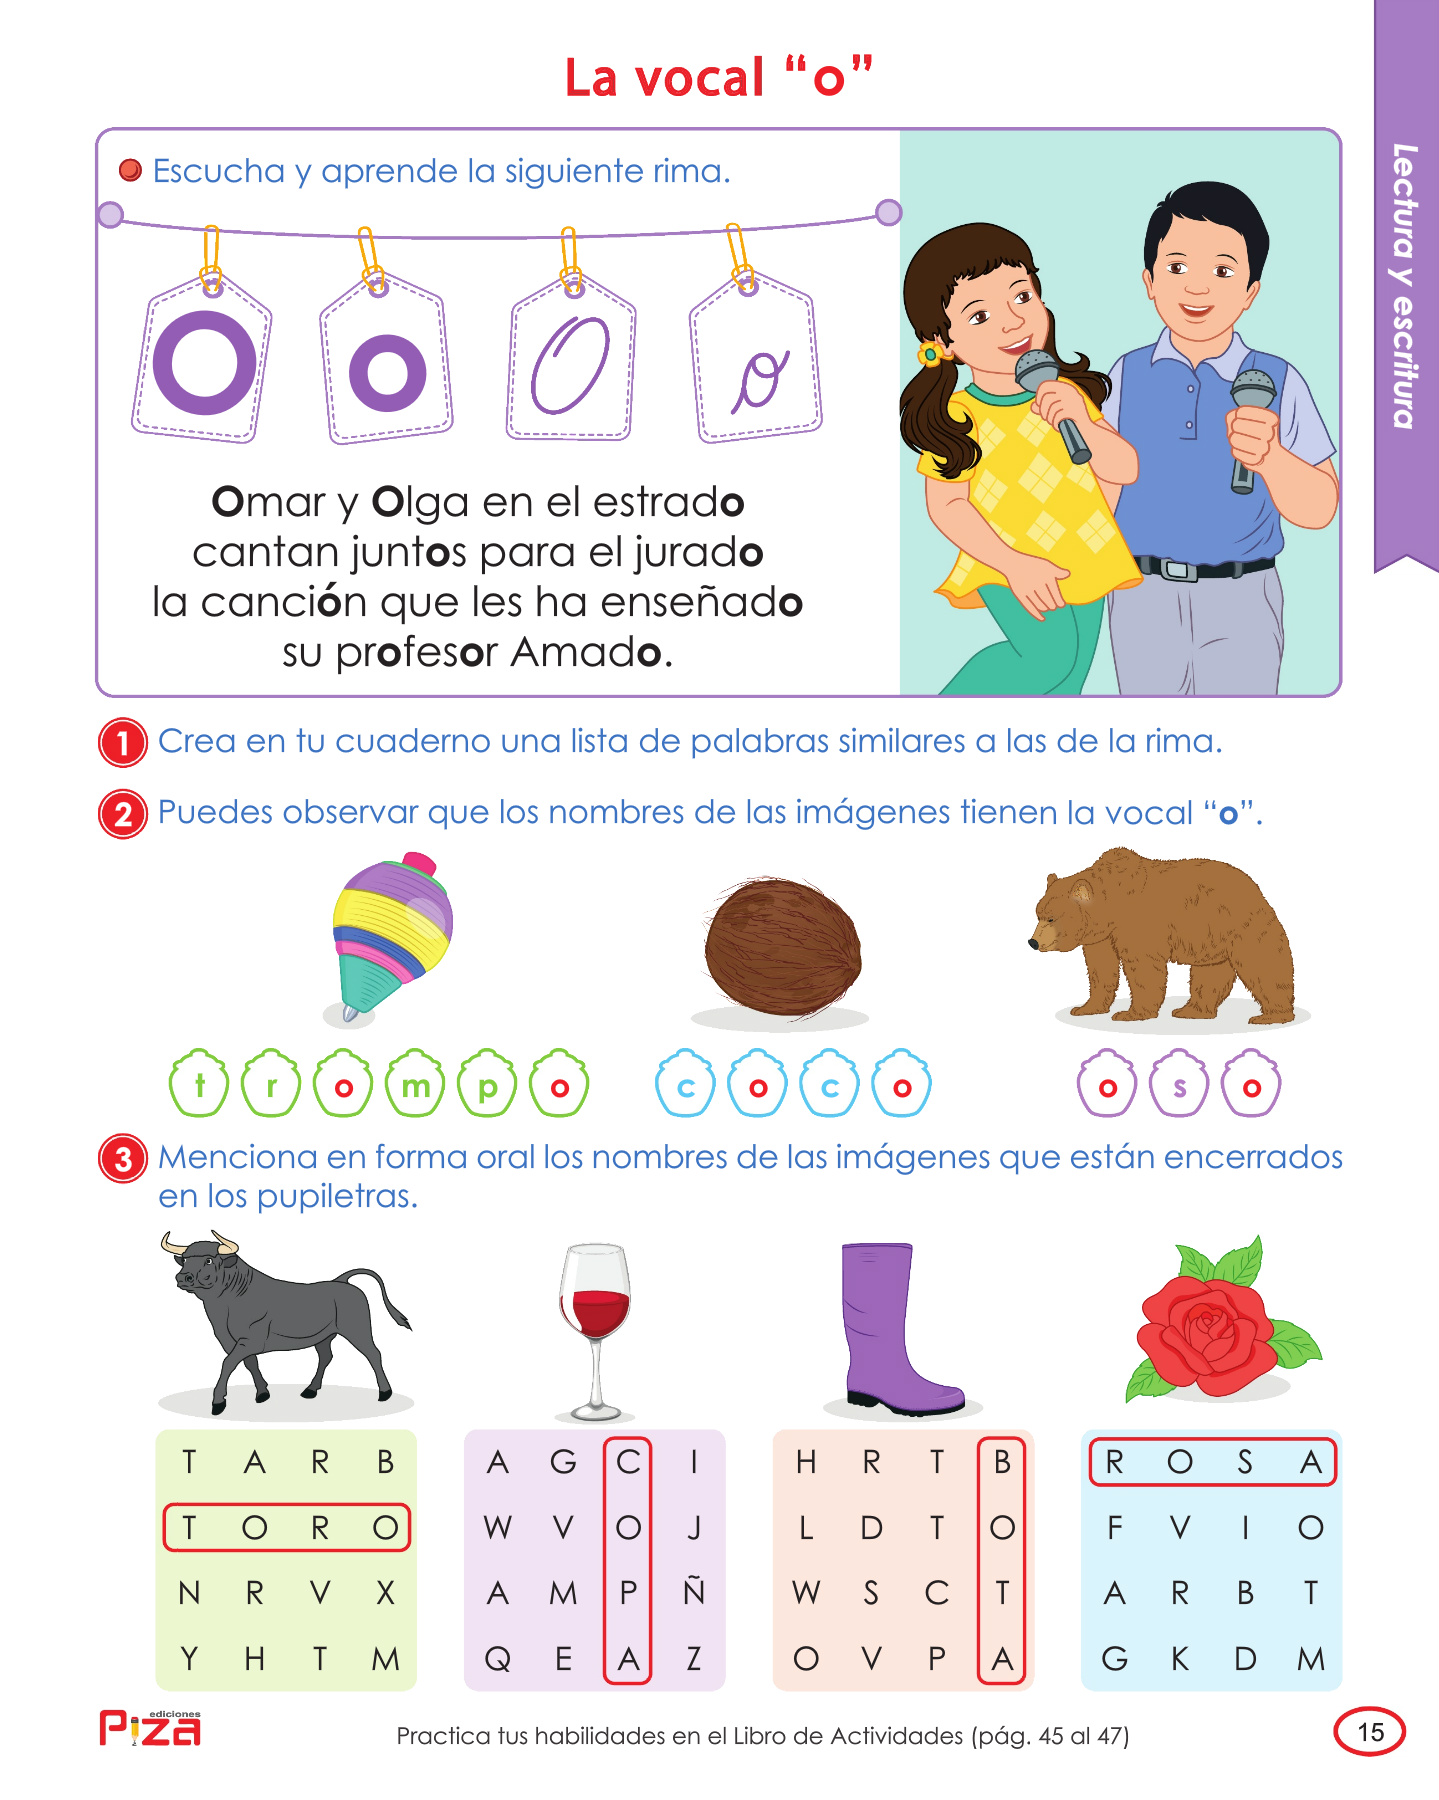 La vocal “o”
Lectura y escritura
Escucha y aprende la siguiente rima.
O o O o
Omar y Olga en el estrado
cantan juntos para el jurado
la canción que les ha enseñado
su profesor Amado.
1 Crea en tu cuaderno una lista de palabras similares a las de la rima.
2 Puedes observar que los nombres de las imágenes tienen la vocal “o”.
t r o m p o c o c o o s o
3 Menciona en forma oral los nombres de las imágenes que están encerrados
en los pupiletras.
T A R B
T O R O
N R V X
Y H T M
A G C I
W V O J
A M P Ñ
Q E A Z
H R T B
L D T O
W S C T
O V P A
R O S A
F V I O
A R B T
G K D M
ediciones
Piza
Practica tus habilidades en el Libro de Actividades (pág. 45 al 47)
15